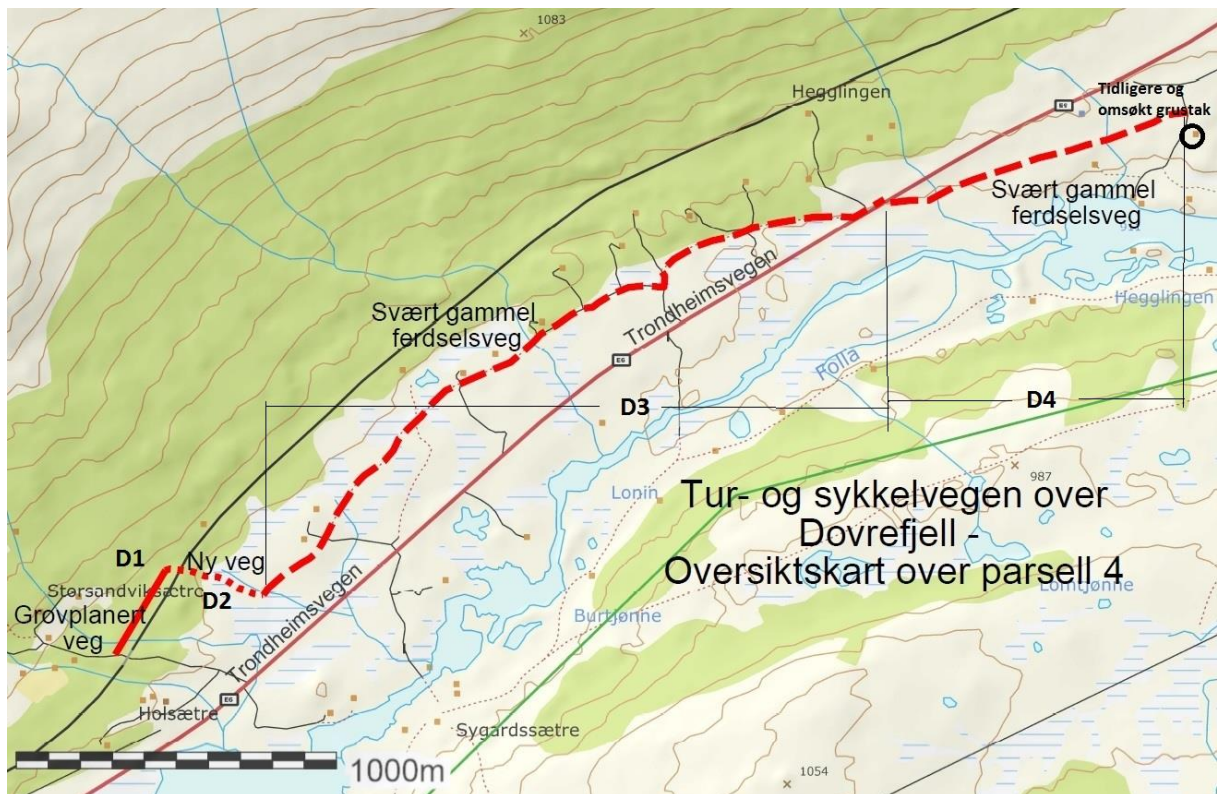 1083
Hegglingen
E6
Tidligere og
omsøkt grustak
Svært gammel
ferdselsveg
Hegglingen
Svært gammel
ferdselsveg
Trondheimsvegen
E6
Folla
D3
D4
987
Lonin
Tur- og sykkelvegen over
Dovrefjell -
Oversiktskart over parsell 4
D1
Ny veg
Storsandviksætre
D2
Grovplanert
veg
Burtjønne
Lomtjønne
Trondheimsvegen
E6
Holsætre
Sygardssætre
1000m
1054